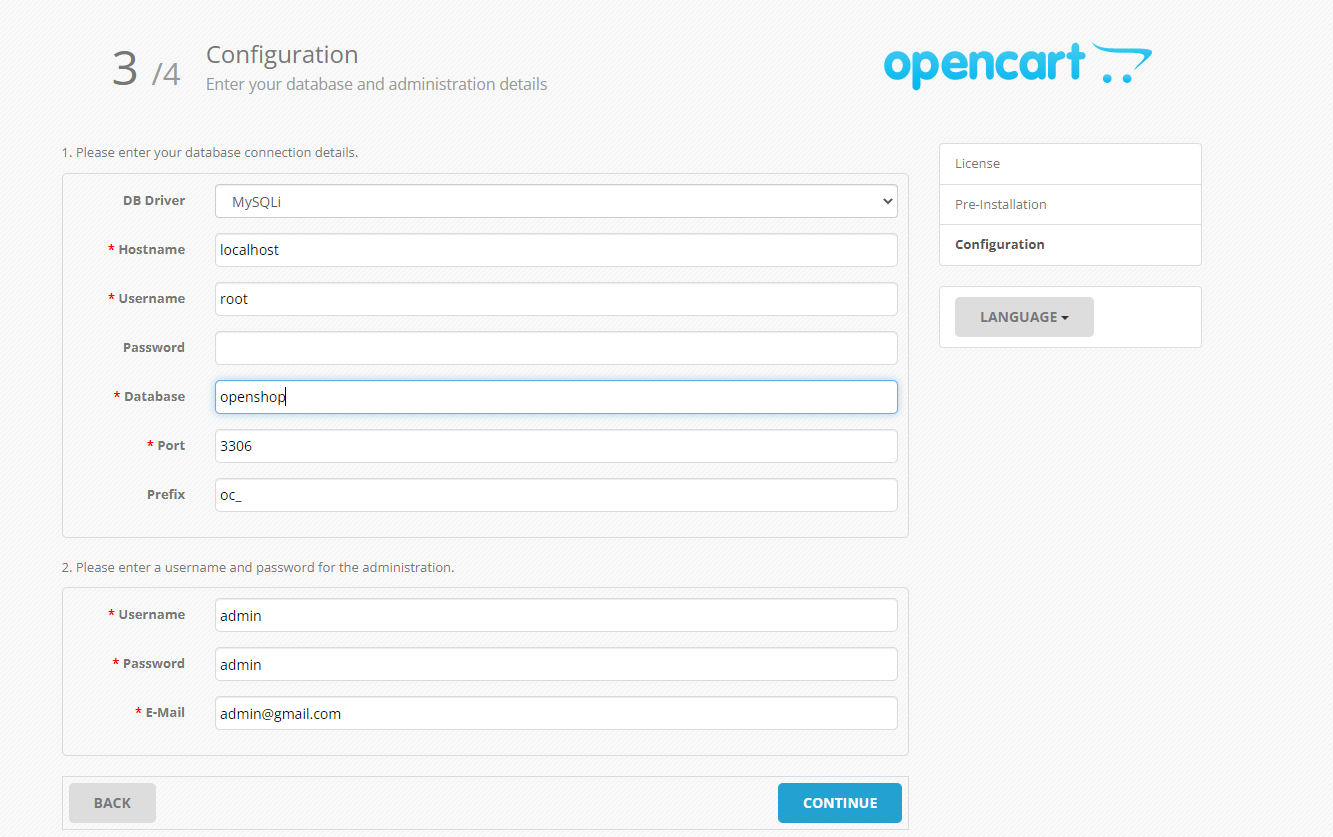 3 /4
Configuration
Enter your database and administration details
opencart
1. Please enter your database connection details.
DB Driver MySQLi
* Hostname localhost
* Username root
Password
* Database openshop
* Port 3306
Prefix oc_
2. Please enter a username and password for the administration.
* Username admin
* Password admin
* E-Mail admin@gmail.com
BACK CONTINUE
License
Pre-Installation
Configuration
LANGUAGE